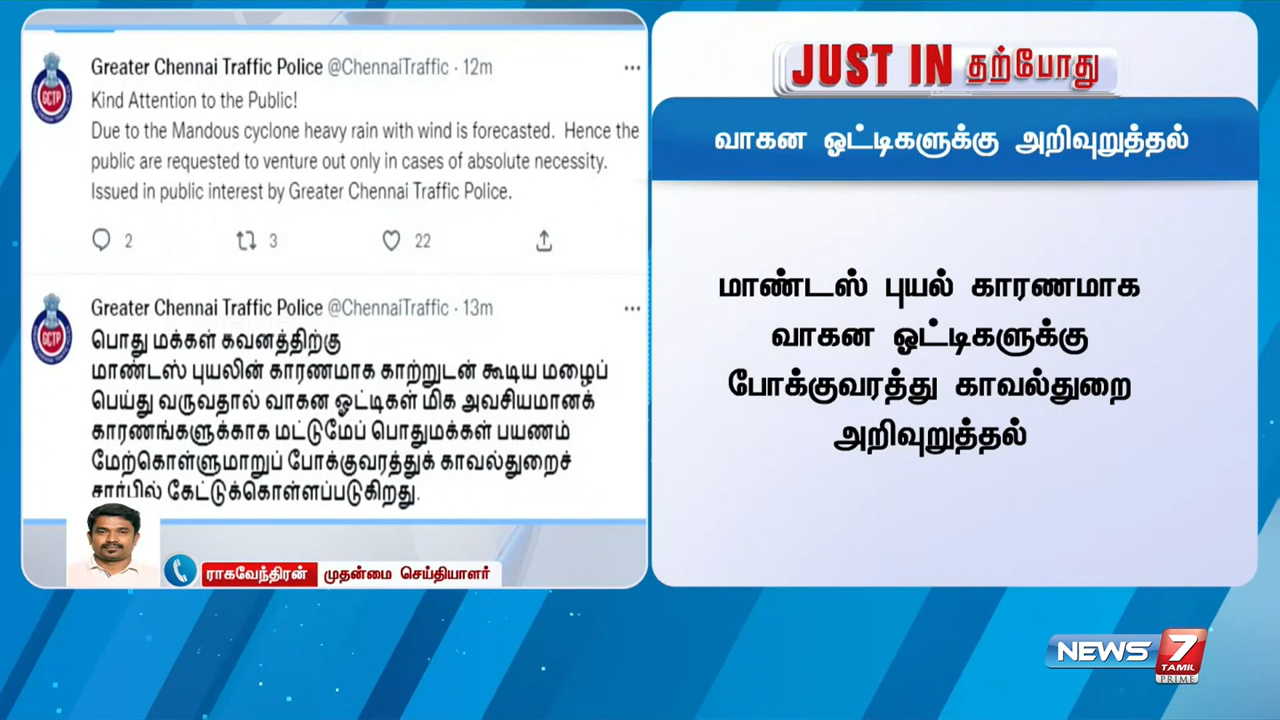 Greater Chennai Traffic Police @ChennaiTraffic · 12m
Kind Attention to the Public!
Due to the Mandous cyclone heavy rain with wind is forecasted. Hence the
public are requested to venture out only in cases of absolute necessity.
Issued in public interest by Greater Chennai Traffic Police.
2 3 22
Greater Chennai Traffic Police @ChennaiTraffic · 13m
பொது மக்கள் கவனத்திற்கு
மாண்டஸ் புயலின் காரணமாக காற்றுடன் கூடிய மழைப்
பெய்து வருவதால் வாகன ஓட்டிகள் மிக அவசியமானக்
காரணங்களுக்காக மட்டுமேப் பொதுமக்கள் பயணம்
மேற்கொள்ளுமாறுப் போக்குவரத்துக் காவல்துறைச்
சார்பில் கேட்டுக்கொள்ளப்படுகிறது.
GCTP
GCTP
ராகவேந்திரன் முதன்மை செய்தியாளர்
JUST IN தற்போது
வாகன ஓட்டிகளுக்கு அறிவுறுத்தல்
மாண்டஸ் புயல் காரணமாக
வாகன ஓட்டிகளுக்கு
போக்குவரத்து காவல்துறை
அறிவுறுத்தல்
NEWS 7
TAMIL
PRIME